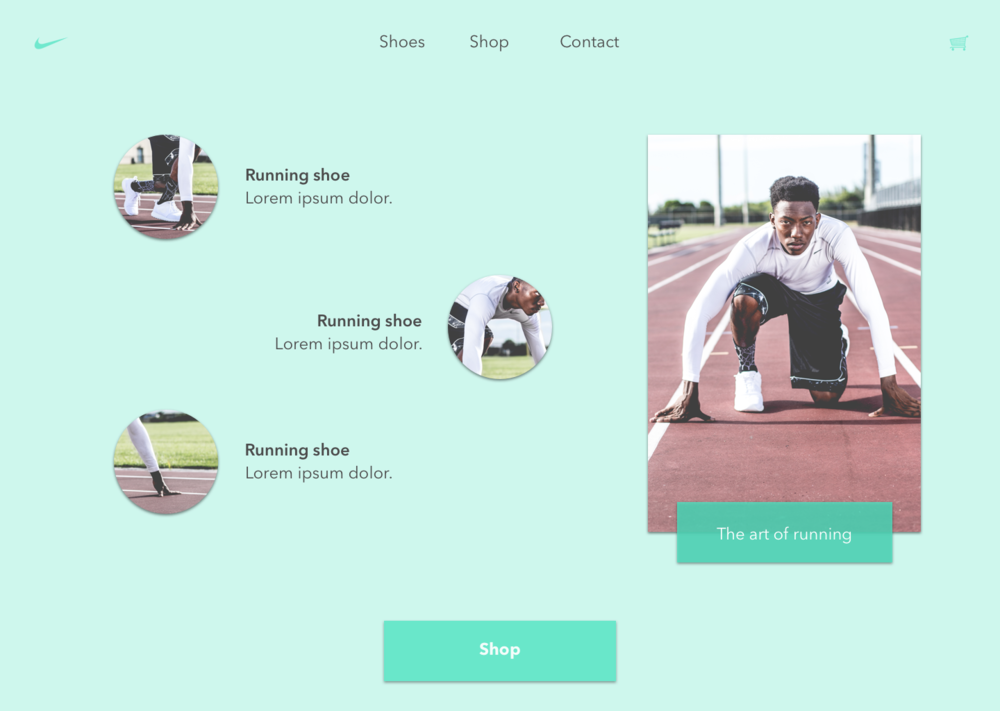 Shoes
Shop
Contact
Running shoe
Lorem ipsum dolor.
Running shoe
Lorem ipsum dolor.
Running shoe
Lorem ipsum dolor.
The art of running
Shop